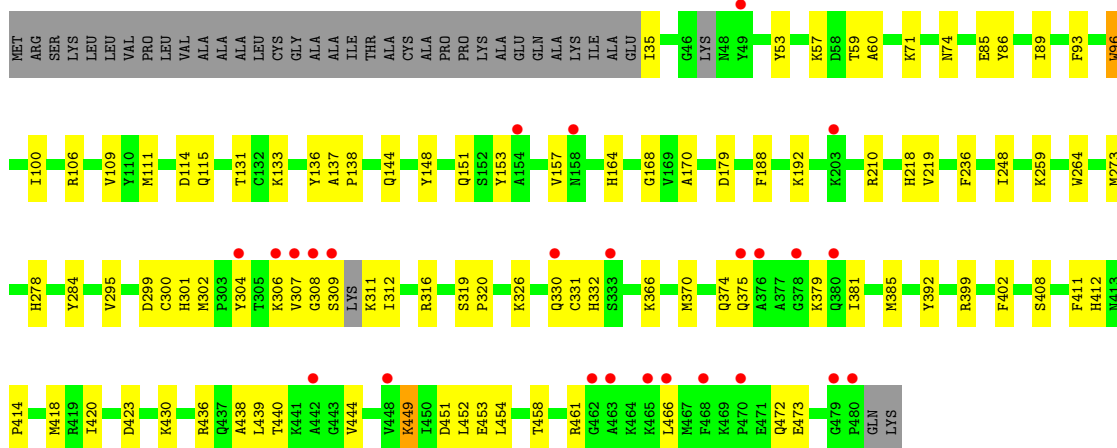 MET ARG SER LYS LEU LEU VAL PRO LEU VAL ALA ALA ALA LEU CYS GLY ALA ALA ILE THR ALA CYS ALA PRO PRO LYS ALA GLU GLN ALA LYS ILE ALA GLU I35 G46 LYS N48 Y49 Y53 K57 D58 T59 A60 K71 N74 E85 Y86 I89 F93 W96
I100 R106 V109 Y110 M111 D114 Q115 T131 C132 K133 Y136 A137 P138 Q144 Y148 Q151 S152 Y153 A154 V157 N158 H164 G168 V169 A170 D179 F188 K192 K203 R210 H218 V219 F236 I248 K259 W264 M273
H278 Y284 V295 D299 C300 H301 M302 P303 Y304 T305 K306 V307 G308 S309 LYS K311 I312 R316 S319 P320 K326 Q330 C331 H332 S333 K366 M370 Q374 Q375 A376 A377 G378 K379 Q380 I381 M385 Y392 R399 F402 S408 F411 H412 N413
P414 M418 R419 I420 D423 K430 R436 Q437 A438 L439 T440 K441 A442 G443 V444 V448 K449 I450 D451 L452 E453 L454 T458 R461 G462 A463 K464 K465 L466 M467 F468 K469 P470 E471 Q472 E473 G479 P480 GLN LYS